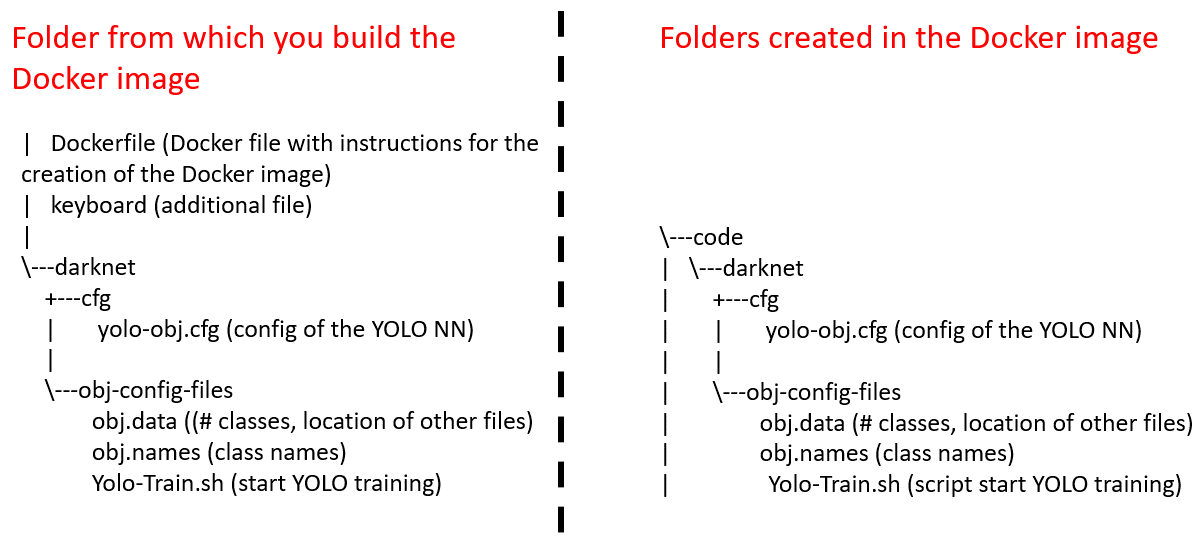 Folder from which you build the
Docker image
| Dockerfile (Docker file with instructions for the
creation of the Docker image)
| keyboard (additional file)
|
\---darknet
+---cfg
| yolo-obj.cfg (config of the YOLO NN)
|
\---obj-config-files
obj.data ((# classes, location of other files)
obj.names (class names)
Yolo-Train.sh (start YOLO training)
Folders created in the Docker image
\---code
| \---darknet
| +---cfg
| | yolo-obj.cfg (config of the YOLO NN)
| |
| \---obj-config-files
| obj.data (# classes, location of other files)
| obj.names (class names)
| Yolo-Train.sh (script start YOLO training)